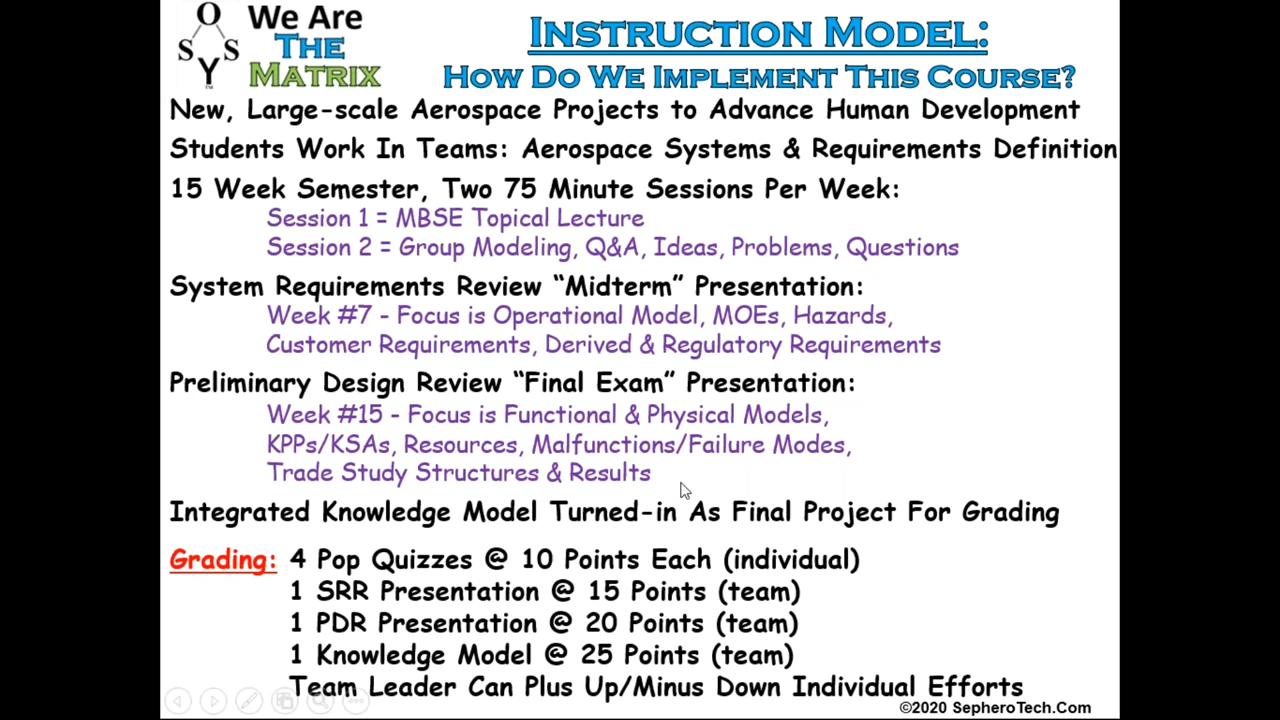 O
S S
Y
™
We Are
THE
MATRIX
INSTRUCTION MODEL:
HOW DO WE IMPLEMENT THIS COURSE?
New, Large-scale Aerospace Projects to Advance Human Development
Students Work In Teams: Aerospace Systems & Requirements Definition
15 Week Semester, Two 75 Minute Sessions Per Week:
Session 1 = MBSE Topical Lecture
Session 2 = Group Modeling, Q&A, Ideas, Problems, Questions
System Requirements Review “Midterm” Presentation:
Week #7 - Focus is Operational Model, MOEs, Hazards,
Customer Requirements, Derived & Regulatory Requirements
Preliminary Design Review “Final Exam” Presentation:
Week #15 - Focus is Functional & Physical Models,
KPPs/KSAs, Resources, Malfunctions/Failure Modes,
Trade Study Structures & Results
Integrated Knowledge Model Turned-in As Final Project For Grading
Grading: 4 Pop Quizzes @ 10 Points Each (individual)
1 SRR Presentation @ 15 Points (team)
1 PDR Presentation @ 20 Points (team)
1 Knowledge Model @ 25 Points (team)
Team Leader Can Plus Up/Minus Down Individual Efforts
©2020 SepheroTech.Com